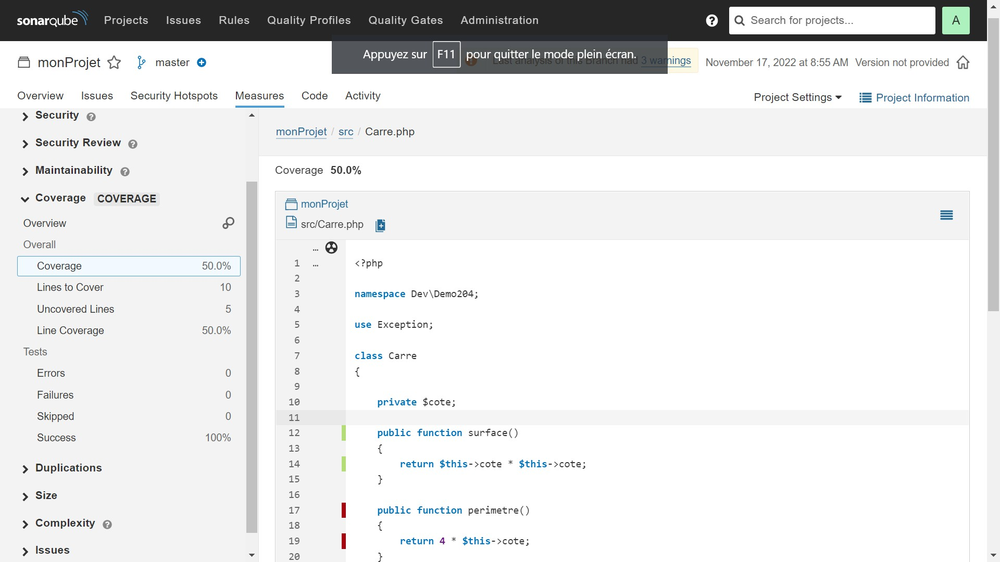 sonarqube Projects Issues Rules Quality Profiles Quality Gates Administration ? Search for projects... A
Appuyez sur F11 pour quitter le mode plein écran.
monProjet master Last analysis of this Branch had 3 warnings November 17, 2022 at 8:55 AM Version not provided
Overview Issues Security Hotspots Measures Code Activity Project Settings Project Information
Security ?
Security Review ?
Maintainability ?
Coverage COVERAGE
Overview
Overall
Coverage 50.0%
Lines to Cover 10
Uncovered Lines 5
Line Coverage 50.0%
Tests
Errors 0
Failures 0
Skipped 0
Success 100%
Duplications
Size
Complexity ?
Issues
monProjet / src / Carre.php
Coverage 50.0%
monProjet
src/Carre.php
...
1 ... <?php
2
3 namespace Dev\Demo204;
4
5 use Exception;
6
7 class Carre
8 {
9
10 private $cote;
11
12 public function surface()
13 {
14 return $this->cote * $this->cote;
15 }
16
17 public function perimetre()
18 {
19 return 4 * $this->cote;
20 }